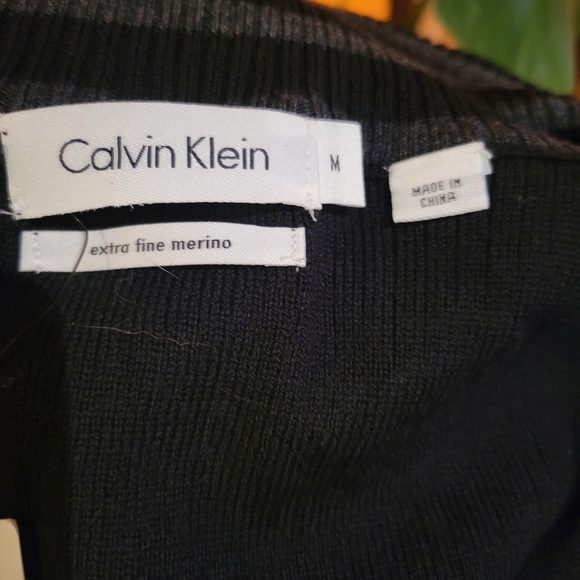 Calvin Klein
M
MADE IN
CHINA
extra fine merino